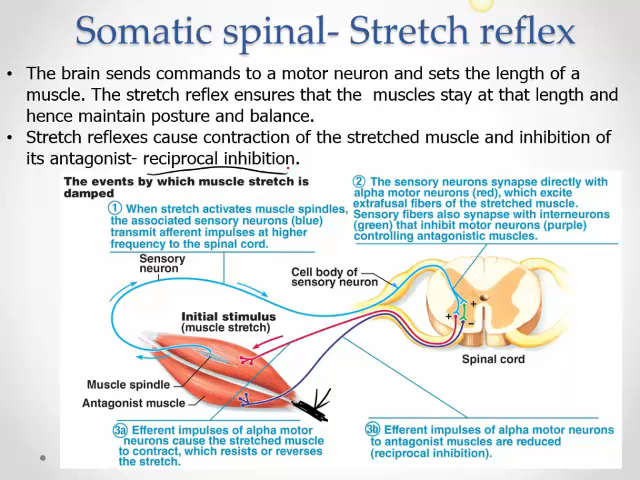 Somatic spinal- Stretch reflex
• The brain sends commands to a motor neuron and sets the length of a
muscle. The stretch reflex ensures that the muscles stay at that length and
hence maintain posture and balance.
• Stretch reflexes cause contraction of the stretched muscle and inhibition of
its antagonist- reciprocal inhibition.
The events by which muscle stretch is
damped
① When stretch activates muscle spindles,
the associated sensory neurons (blue)
transmit afferent impulses at higher
frequency to the spinal cord.
② The sensory neurons synapse directly with
alpha motor neurons (red), which excite
extrafusal fibers of the stretched muscle.
Sensory fibers also synapse with interneurons
(green) that inhibit motor neurons (purple)
controlling antagonistic muscles.
Sensory
neuron
Cell body of
sensory neuron
Initial stimulus
(muscle stretch)
+
+
–
Spinal cord
Muscle spindle
Antagonist muscle
3a Efferent impulses of alpha motor
neurons cause the stretched muscle
to contract, which resists or reverses
the stretch.
3b Efferent impulses of alpha motor neurons
to antagonist muscles are reduced
(reciprocal inhibition).